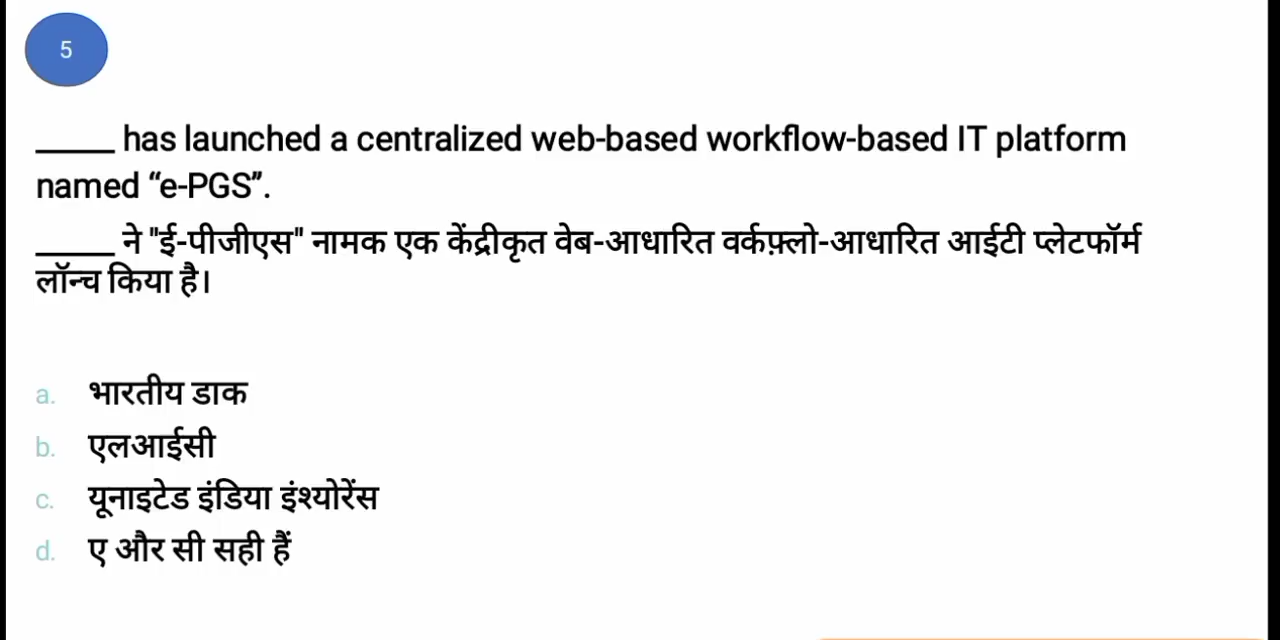 5
_____ has launched a centralized web-based workflow-based IT platform
named “e-PGS”.
_____ ने "ई-पीजीएस" नामक एक केंद्रीकृत वेब-आधारित वर्कफ़्लो-आधारित आईटी प्लेटफॉर्म
लॉन्च किया है।
a. भारतीय डाक
b. एलआईसी
c. यूनाइटेड इंडिया इंश्योरेंस
d. ए और सी सही हैं